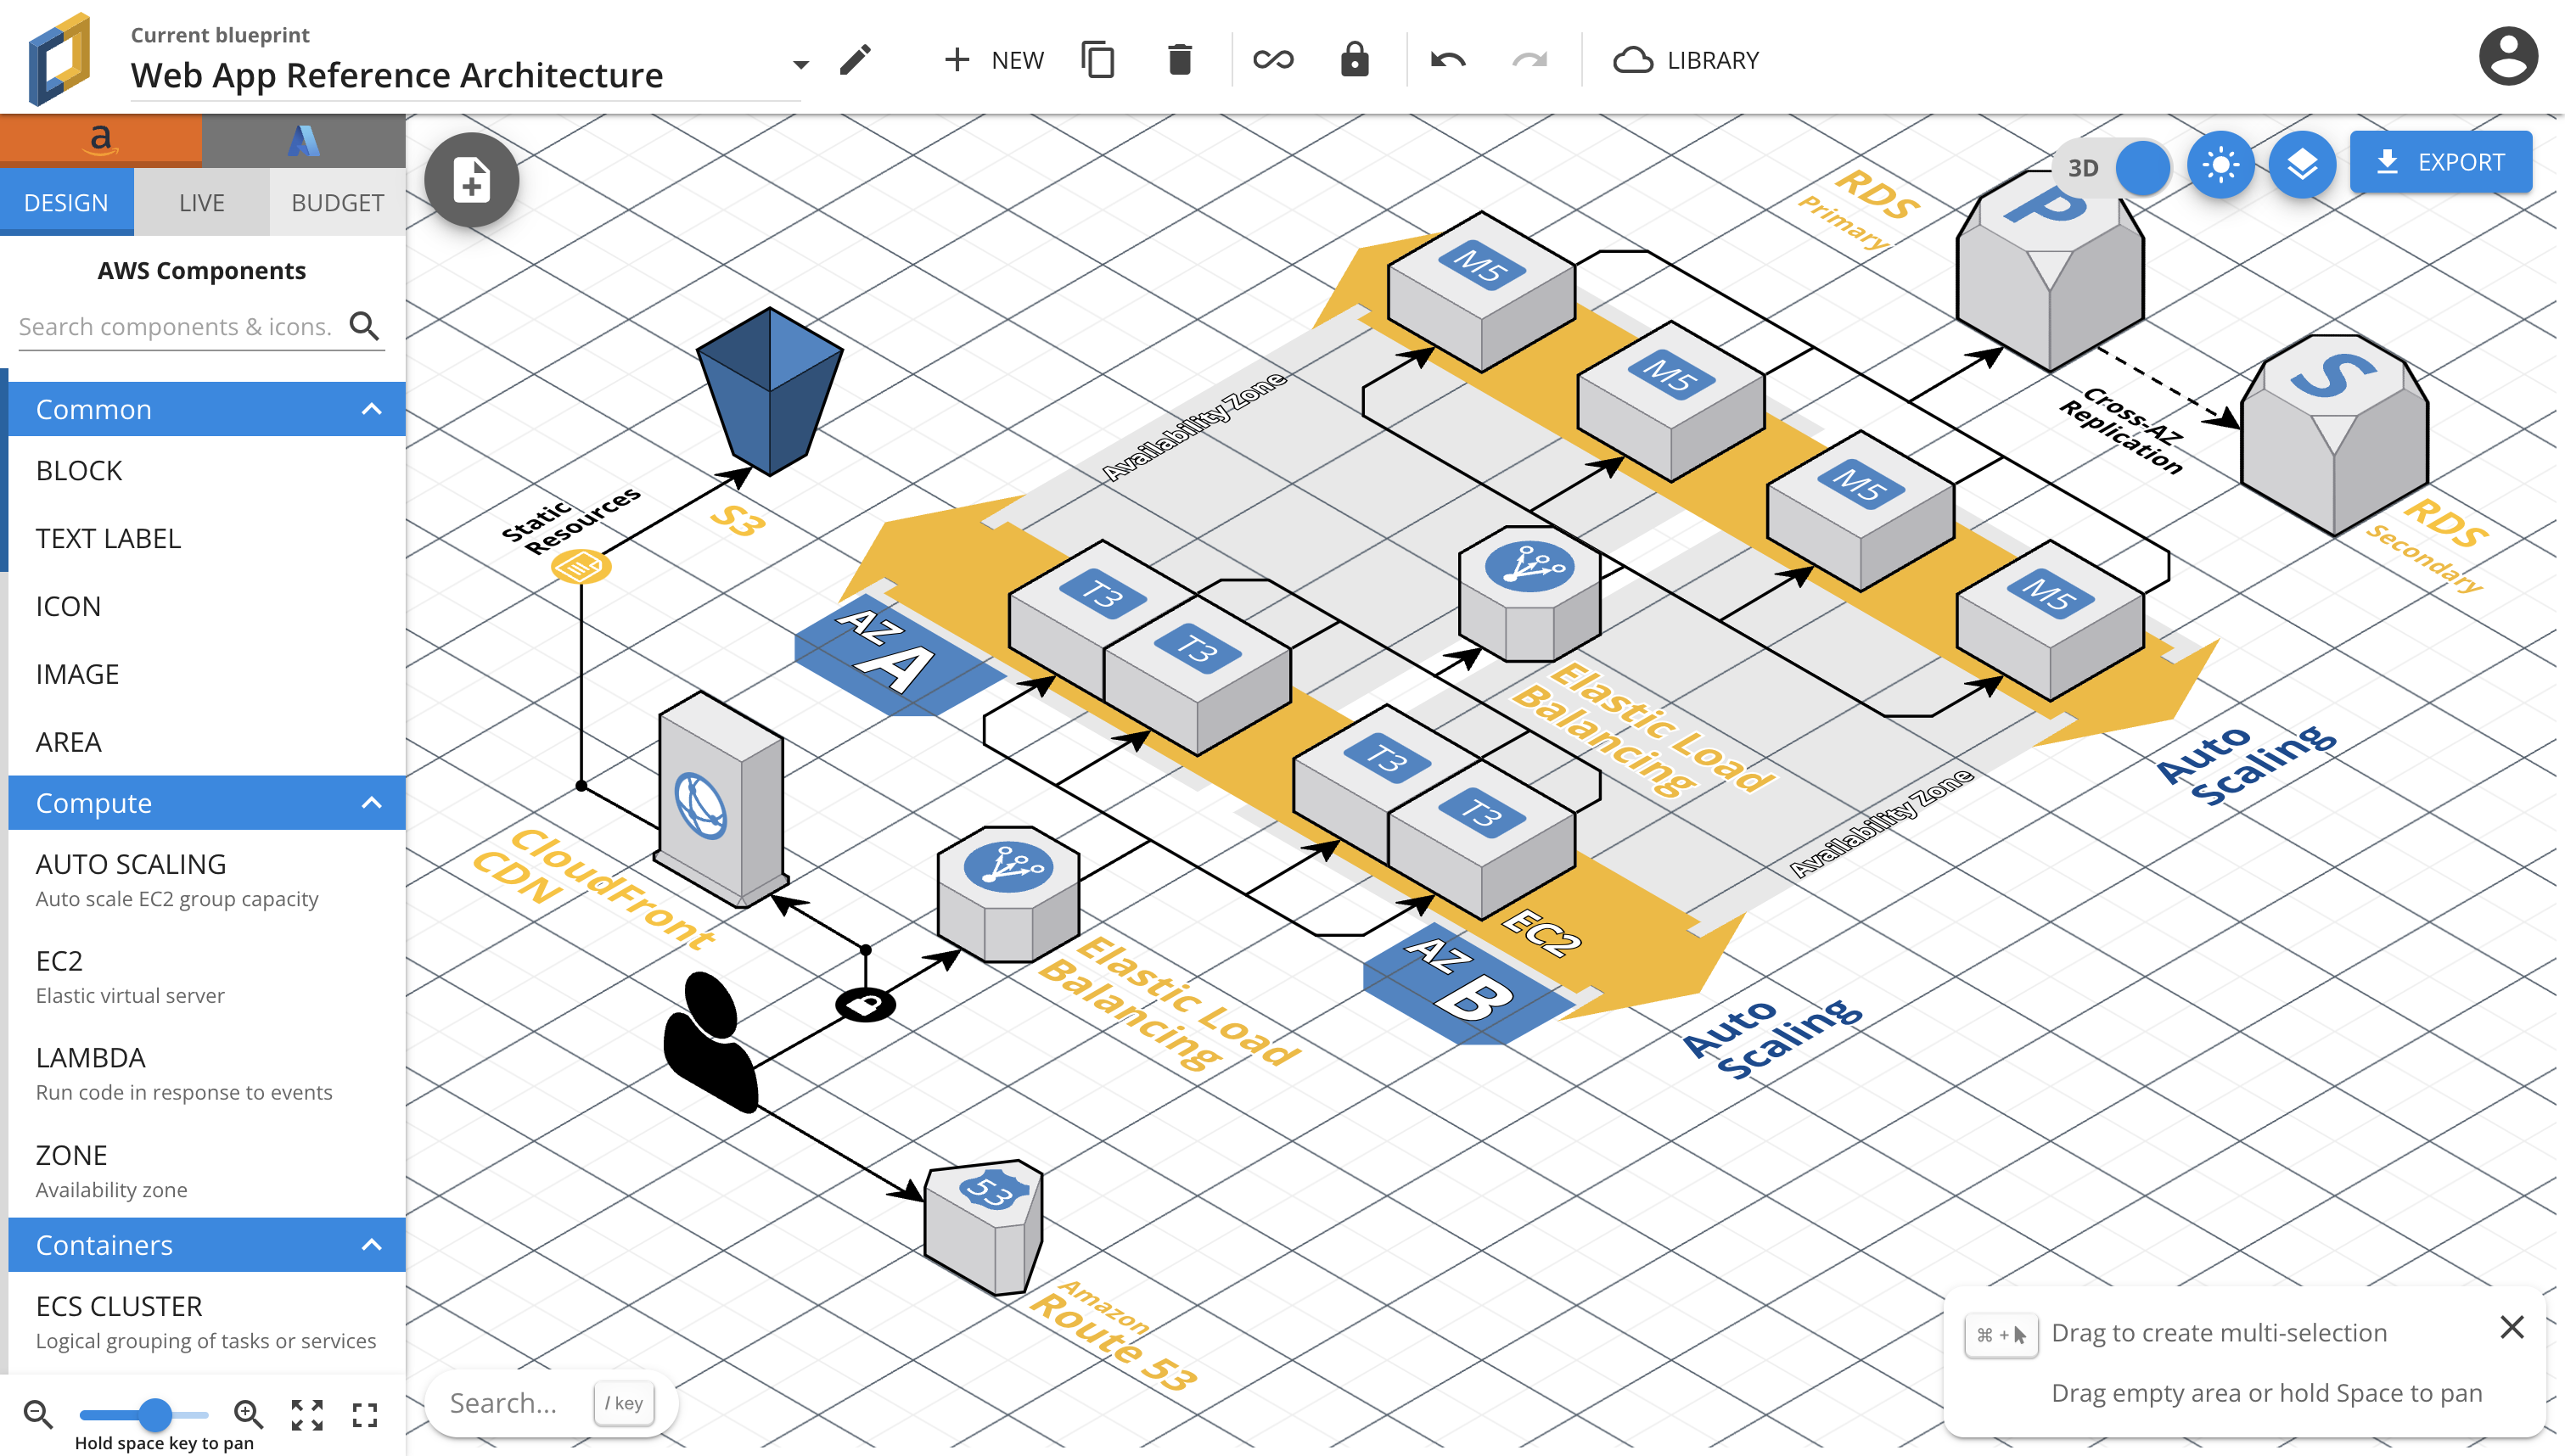 Current blueprint
Web App Reference Architecture
NEW
LIBRARY
a
DESIGN
LIVE
BUDGET
AWS Components
Search components & icons.
Common
BLOCK
TEXT LABEL
ICON
IMAGE
AREA
Compute
AUTO SCALING
Auto scale EC2 group capacity
EC2
Elastic virtual server
LAMBDA
Run code in response to events
ZONE
Availability zone
Containers
ECS CLUSTER
Logical grouping of tasks or services
Hold space key to pan
3D
EXPORT
RDS
Primary
P
S
Cross-AZ
Replication
RDS
Secondary
M5
M5
M5
M5
Availability Zone
Static
Resources
S3
T3
T3
T3
T3
AZ
A
Elastic Load
Balancing
Auto
Scaling
Availability Zone
CloudFront
CDN
Elastic Load
Balancing
EC2
AZ
B
Auto
Scaling
53
Amazon
Route 53
Search...
/ key
⌘ +
Drag to create multi-selection
Drag empty area or hold Space to pan